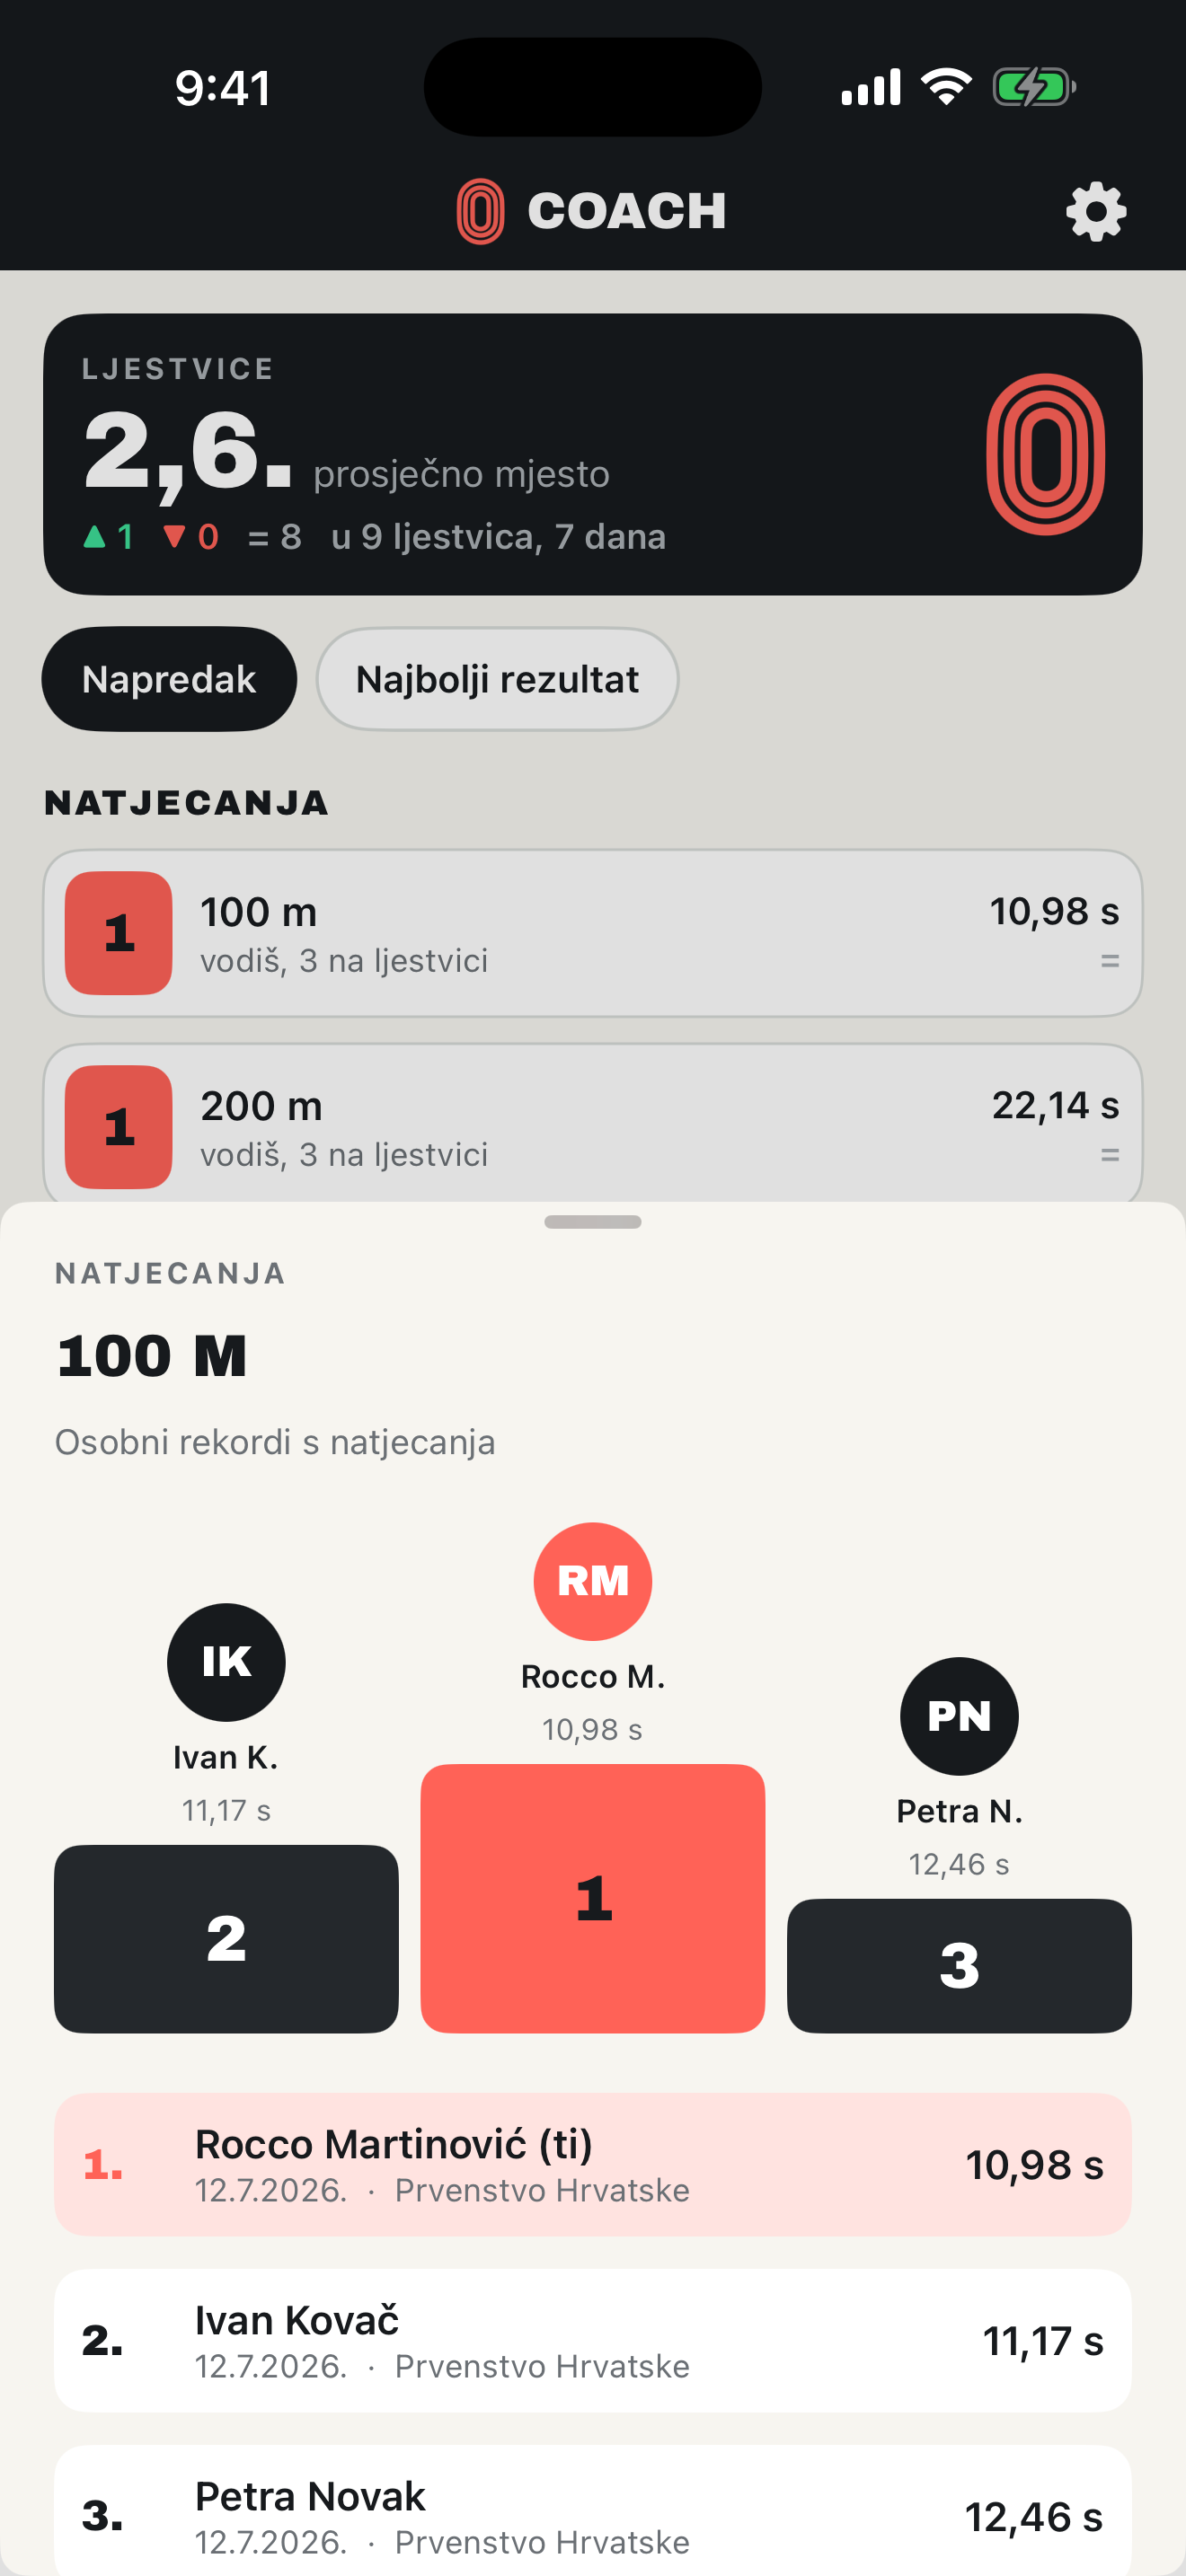 9:41
COACH
LJESTVICE
2,6. prosječno mjesto
▲ 1 ▼ 0 = 8 u 9 ljestvica, 7 dana
Napredak
Najbolji rezultat
NATJECANJA
1
100 m
10,98 s
vodiš, 3 na ljestvici
=
1
200 m
22,14 s
vodiš, 3 na ljestvici
=
NATJECANJA
100 M
Osobni rekordi s natjecanja
RM
Rocco M.
10,98 s
1
IK
Ivan K.
11,17 s
2
PN
Petra N.
12,46 s
3
1.
Rocco Martinović (ti)
12.7.2026. · Prvenstvo Hrvatske
10,98 s
2.
Ivan Kovač
12.7.2026. · Prvenstvo Hrvatske
11,17 s
3.
Petra Novak
12.7.2026. · Prvenstvo Hrvatske
12,46 s